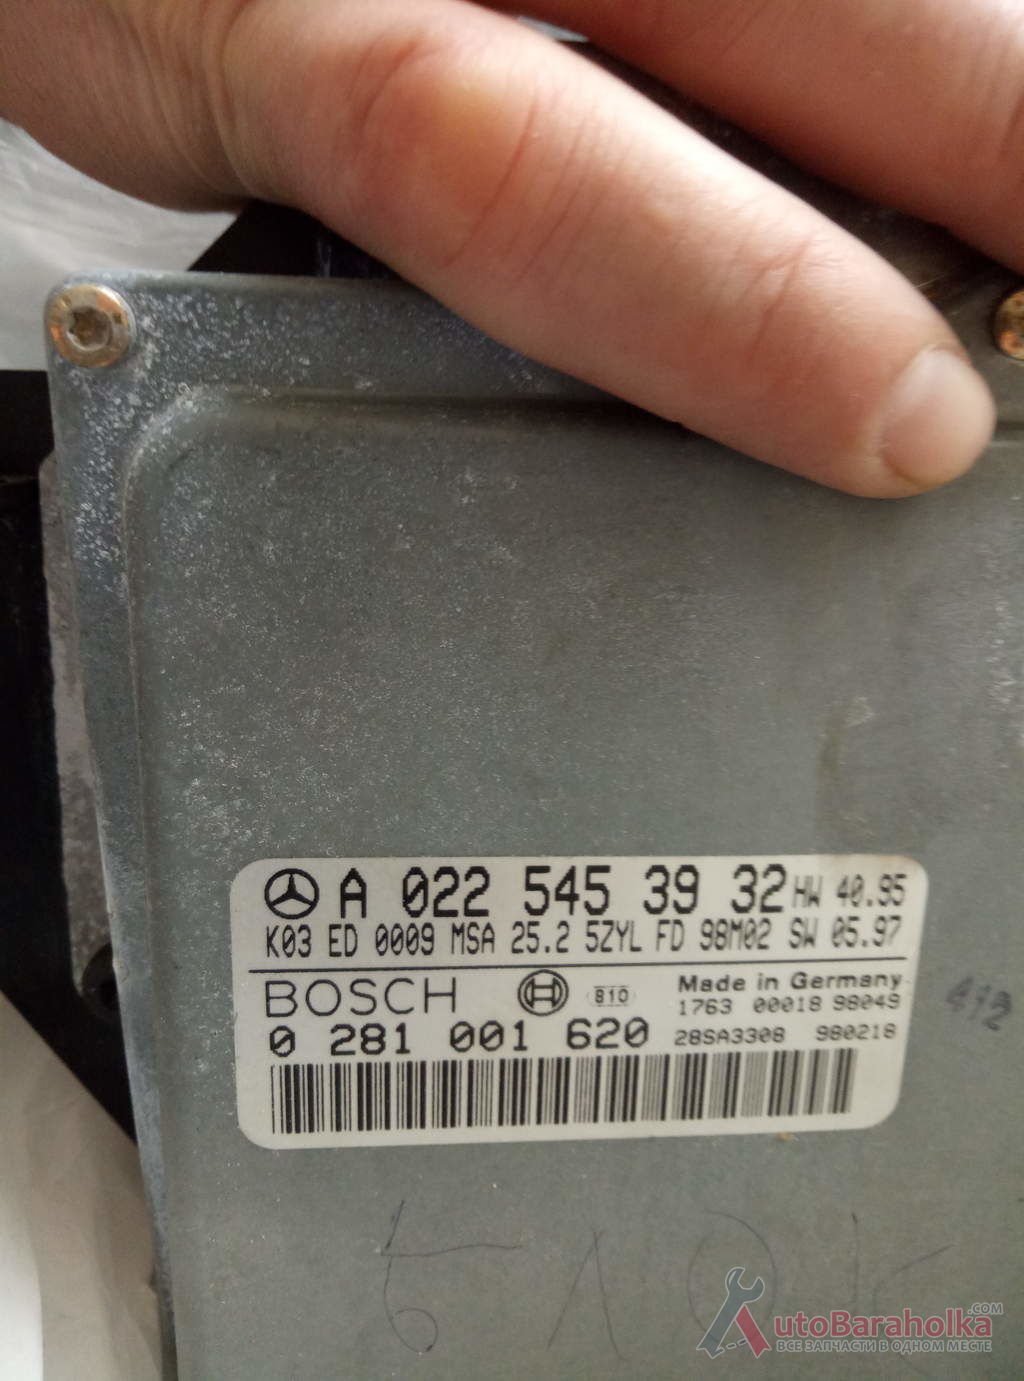 A 022 545 39 32 HW 40.95
K03 ED 0009 MSA 25.2 5ZYL FD 98M02 SW 05.97
BOSCH 810 Made in Germany
1763 00018 98049
0 281 001 620 28SA3308 980218
412
AutoBaraholka.COM
ВСЕ ЗАПЧАСТИ В ОДНОМ МЕСТЕ